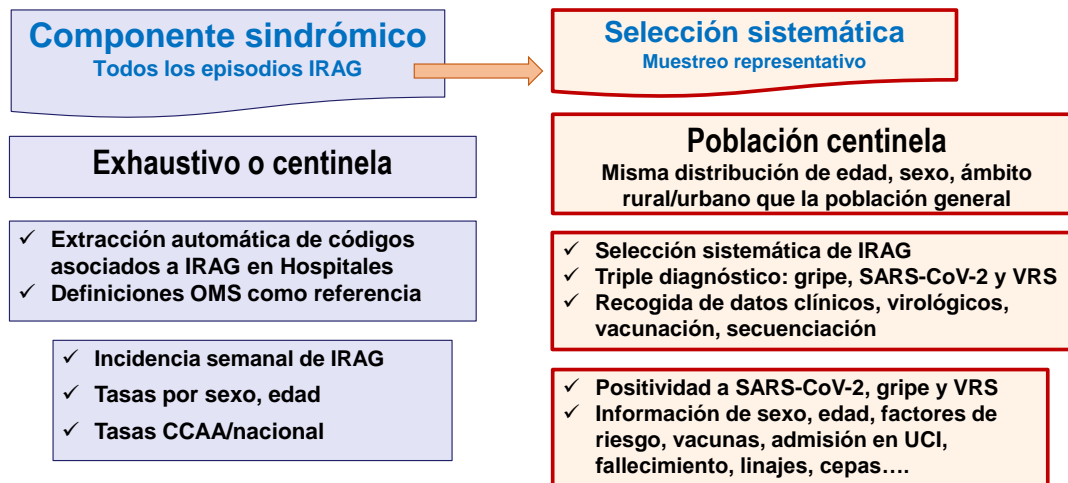 Componente sindrómico
Todos los episodios IRAG
Exhaustivo o centinela
✓ Extracción automática de códigos
asociados a IRAG en Hospitales
✓ Definiciones OMS como referencia
✓ Incidencia semanal de IRAG
✓ Tasas por sexo, edad
✓ Tasas CCAA/nacional
Selección sistemática
Muestreo representativo
Población centinela
Misma distribución de edad, sexo, ámbito
rural/urbano que la población general
✓ Selección sistemática de IRAG
✓ Triple diagnóstico: gripe, SARS-CoV-2 y VRS
✓ Recogida de datos clínicos, virológicos,
vacunación, secuenciación
✓ Positividad a SARS-CoV-2, gripe y VRS
✓ Información de sexo, edad, factores de
riesgo, vacunas, admisión en UCI,
fallecimiento, linajes, cepas….